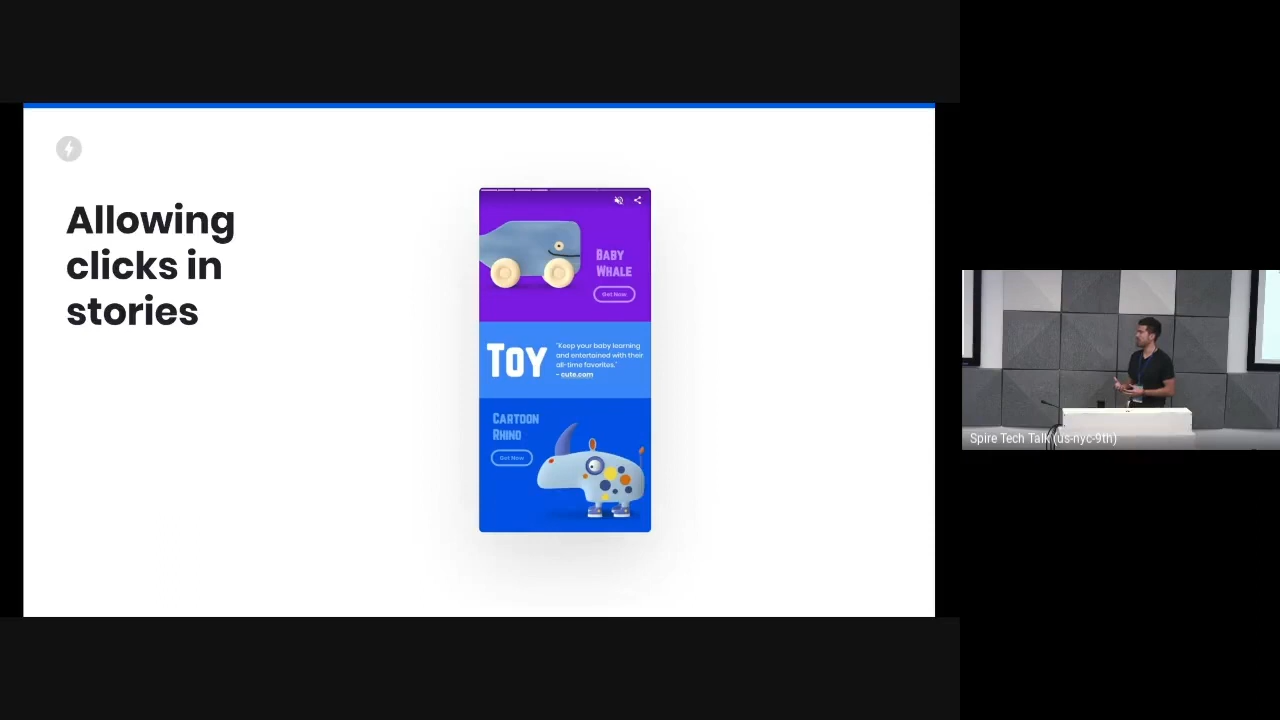 Allowing
clicks in
stories
BABY
WHALE
Get Now
TOY
"Keep your baby learning
and entertained with their
all-time favorites."
- cute.com
CARTOON
RHINO
Get Now
Spire Tech Talk (us-nyc-9th)